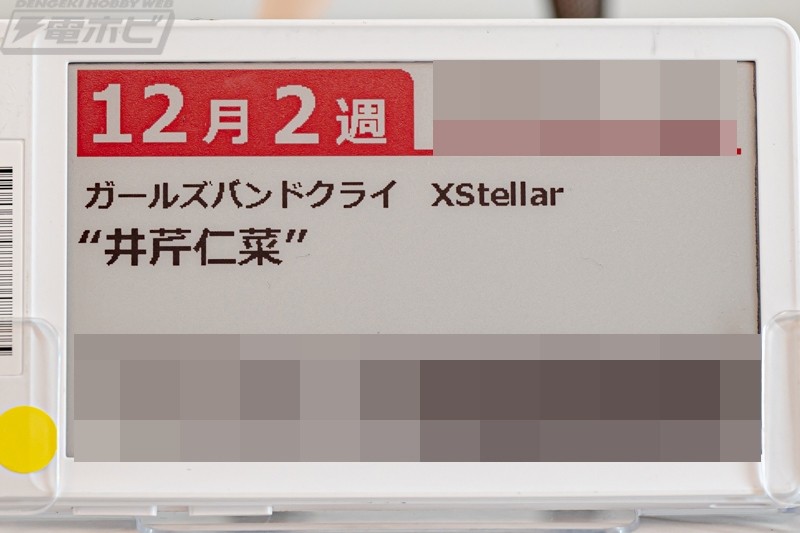 DENGEKI HOBBY WEB
電ホビ
12月2週
ガールズバンドクライ　XStellar
“井芹仁菜”